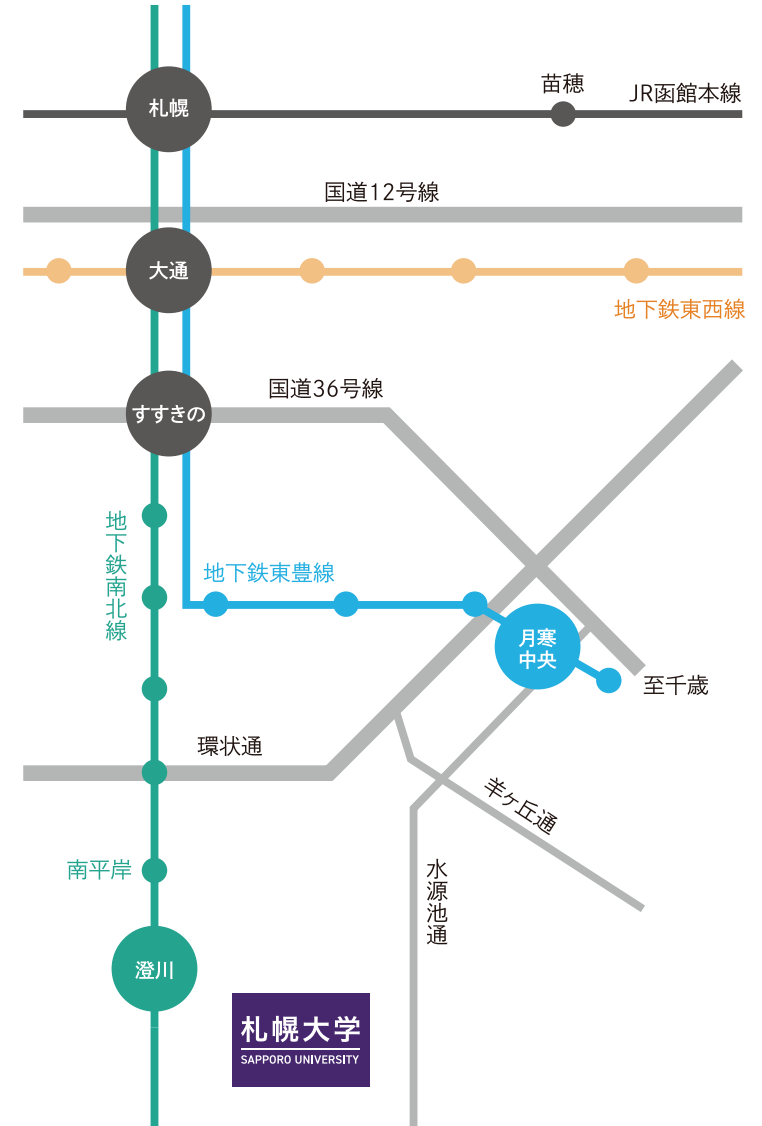 苗穂
JR函館本線
札幌
国道12号線
大通
地下鉄東西線
国道36号線
すすきの
地下鉄南北線
地下鉄東豊線
月寒
中央
至千歳
環状通
羊ヶ丘通
南平岸
水源池通
澄川
札幌大学
SAPPORO UNIVERSITY